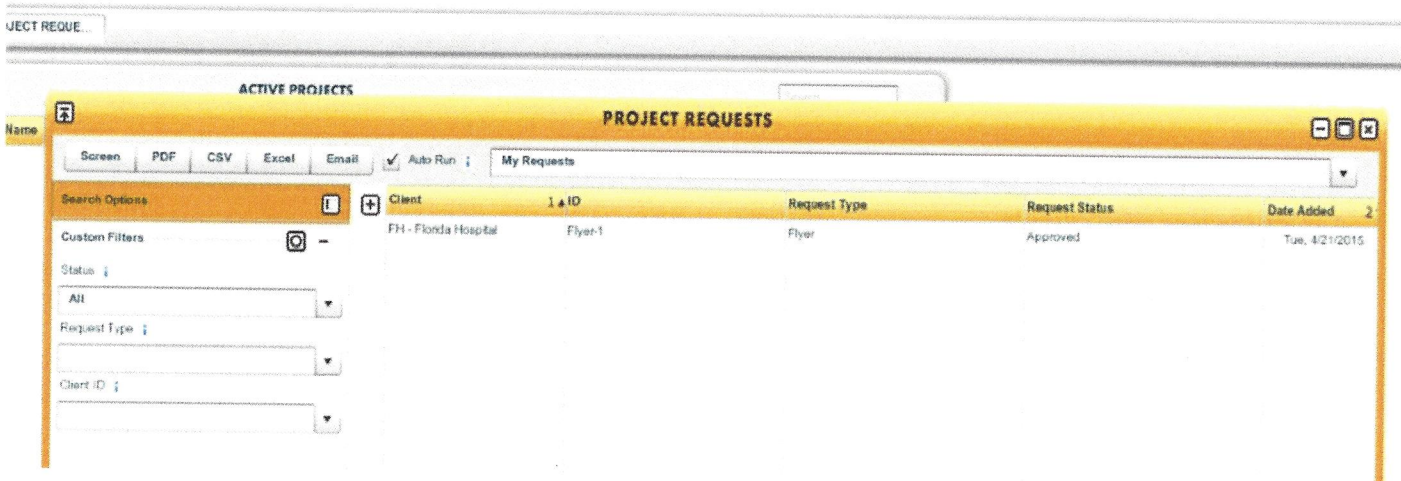 JECT REQUE...
ACTIVE PROJECTS
Search
Name
PROJECT REQUESTS
Screen PDF CSV Excel Email Auto Run i My Requests
Search Options
Client 1 ID Request Type Request Status Date Added 2
Custom Filters
FH - Florida Hospital Flyer-1 Flyer Approved Tue, 4/21/2015
Status i
All
Request Type i
Client ID i